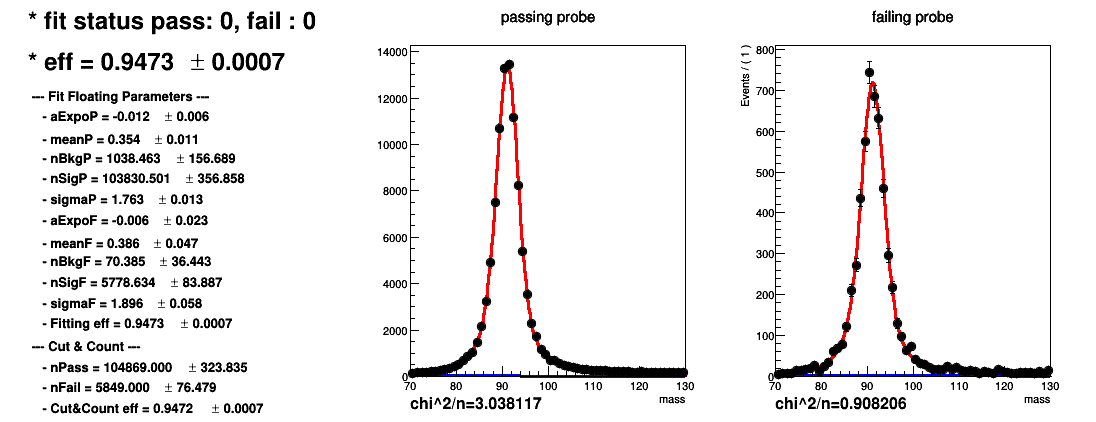 * fit status pass: 0, fail : 0
* eff = 0.9473 ± 0.0007
--- Fit Floating Parameters ---
- aExpoP = -0.012 ± 0.006
- meanP = 0.354 ± 0.011
- nBkgP = 1038.463 ± 156.689
- nSigP = 103830.501 ± 356.858
- sigmaP = 1.763 ± 0.013
- aExpoF = -0.006 ± 0.023
- meanF = 0.386 ± 0.047
- nBkgF = 70.385 ± 36.443
- nSigF = 5778.634 ± 83.887
- sigmaF = 1.896 ± 0.058
- Fitting eff = 0.9473 ± 0.0007
--- Cut & Count ---
- nPass = 104869.000 ± 323.835
- nFail = 5849.000 ± 76.479
- Cut&Count eff = 0.9472 ± 0.0007
passing probe
14000
12000
10000
8000
6000
4000
2000
0
70 80 90 100 110 120 130
mass
chi^2/n=3.038117
failing probe
Events / ( 1 )
800
700
600
500
400
300
200
100
0
70 80 90 100 110 120 130
mass
chi^2/n=0.908206